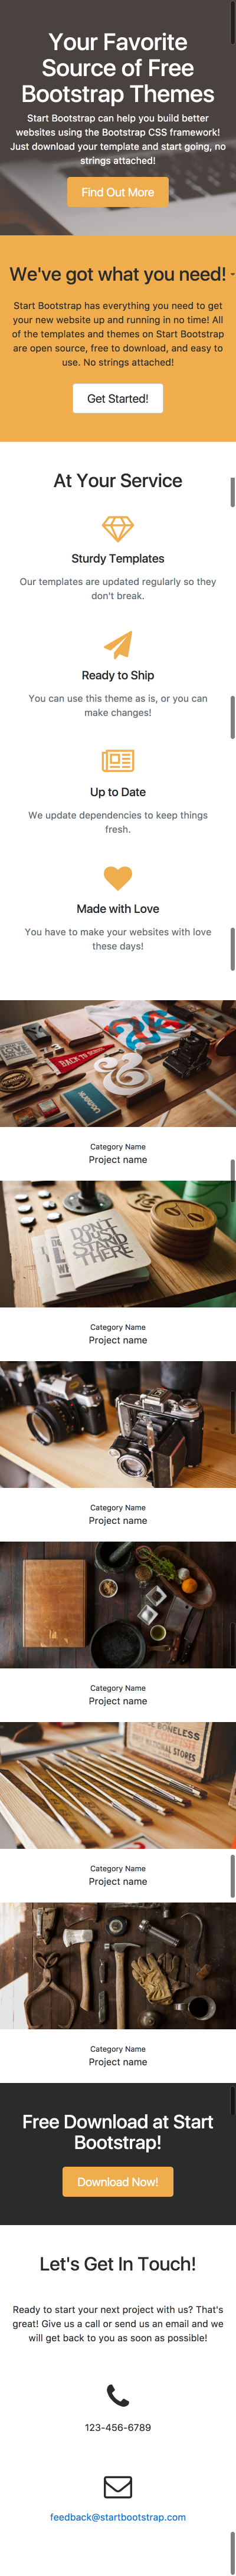 Your Favorite
Source of Free
Bootstrap Themes
Start Bootstrap can help you build better
websites using the Bootstrap CSS framework!
Just download your template and start going, no
strings attached!
Find Out More
We've got what you need!
Start Bootstrap has everything you need to get
your new website up and running in no time! All
of the templates and themes on Start Bootstrap
are open source, free to download, and easy to
use. No strings attached!
Get Started!
At Your Service
Sturdy Templates
Our templates are updated regularly so they
don't break.
Ready to Ship
You can use this theme as is, or you can
make changes!
Up to Date
We update dependencies to keep things
fresh.
Made with Love
You have to make your websites with love
these days!
BACK TO SCHOOL
Category Name
Project name
DON'T
JUST
STAND
THERE
Category Name
Project name
Category Name
Project name
Category Name
Project name
BONELESS
STORES
Category Name
Project name
Category Name
Project name
Free Download at Start
Bootstrap!
Download Now!
Let's Get In Touch!
Ready to start your next project with us? That's
great! Give us a call or send us an email and we
will get back to you as soon as possible!
123-456-6789
feedback@startbootstrap.com